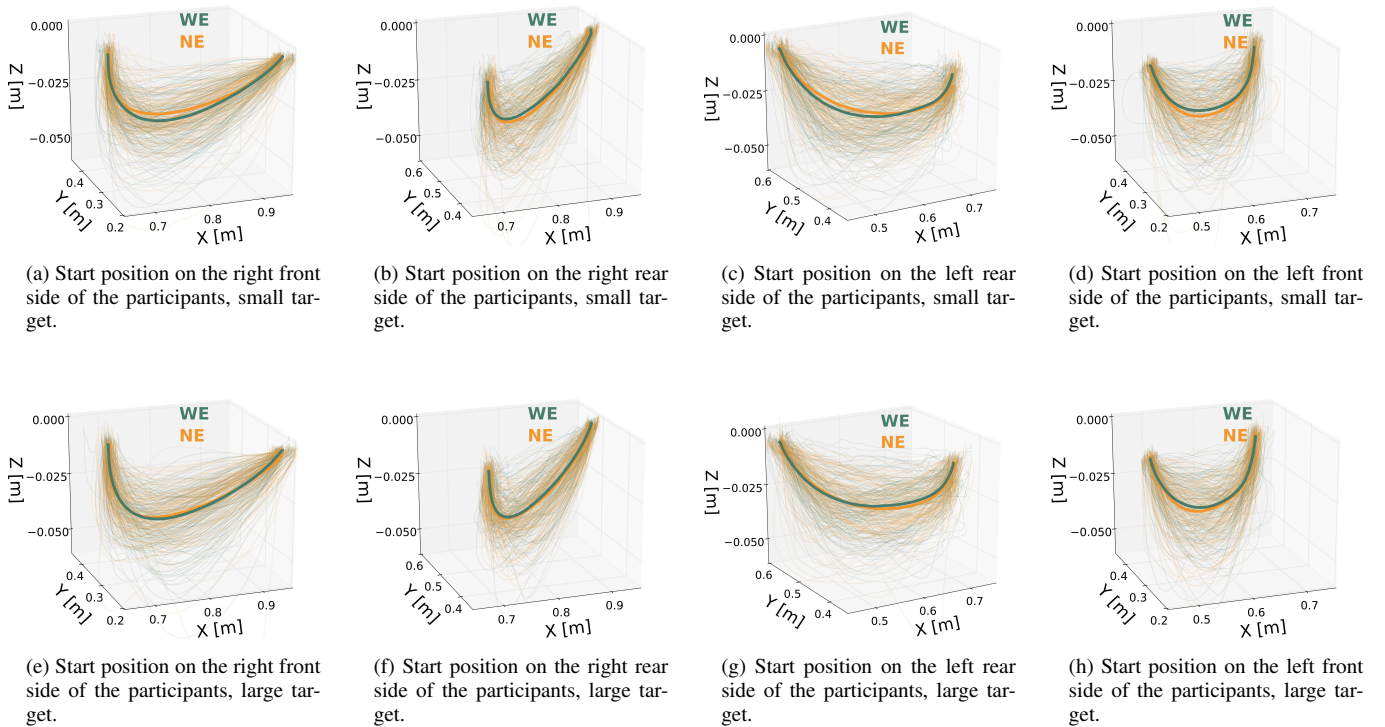 WE
NE
0.000
−0.025
−0.050
Z [m]
0.4
0.3
0.2
Y [m]
0.7
0.8
0.9
X [m]
(a) Start position on the right front
side of the participants, small tar-
get.
WE
NE
0.000
−0.025
−0.050
Z [m]
0.6
0.5
0.4
Y [m]
0.7
0.8
0.9
X [m]
(b) Start position on the right rear
side of the participants, small tar-
get.
WE
NE
0.000
−0.025
−0.050
Z [m]
0.6
0.5
0.4
Y [m]
0.5
0.6
0.7
X [m]
(c) Start position on the left rear
side of the participants, small tar-
get.
WE
NE
0.000
−0.025
−0.050
Z [m]
0.4
0.3
0.2
Y [m]
0.5
0.6
0.7
X [m]
(d) Start position on the left front
side of the participants, small tar-
get.
WE
NE
0.000
−0.025
−0.050
Z [m]
0.4
0.3
0.2
Y [m]
0.7
0.8
0.9
X [m]
(e) Start position on the right front
side of the participants, large tar-
get.
WE
NE
0.000
−0.025
−0.050
Z [m]
0.6
0.5
0.4
Y [m]
0.7
0.8
0.9
X [m]
(f) Start position on the right rear
side of the participants, large tar-
get.
WE
NE
0.000
−0.025
−0.050
Z [m]
0.6
0.5
0.4
Y [m]
0.5
0.6
0.7
X [m]
(g) Start position on the left rear
side of the participants, large tar-
get.
WE
NE
0.000
−0.025
−0.050
Z [m]
0.4
0.3
0.2
Y [m]
0.5
0.6
0.7
X [m]
(h) Start position on the left front
side of the participants, large tar-
get.